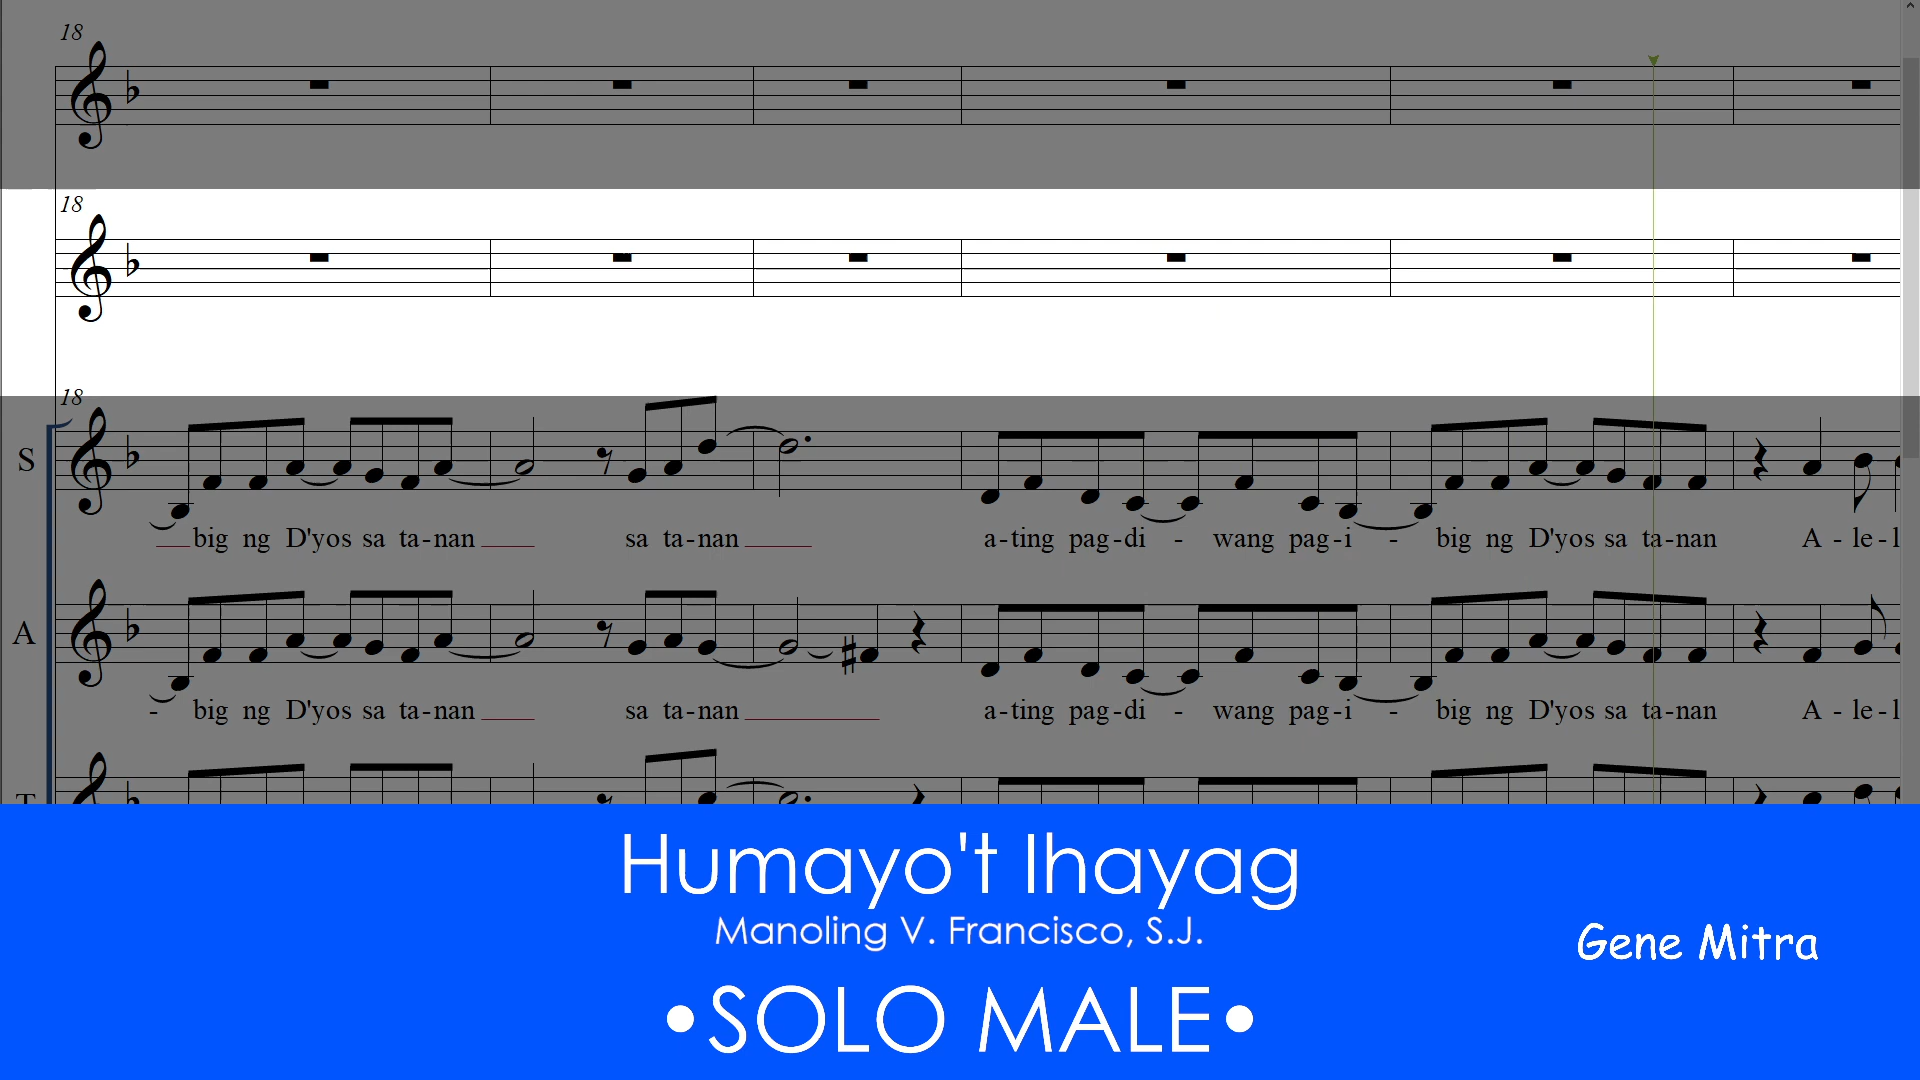 18
18
18
S
big ng D'yos sa ta-nan sa ta-nan a-ting pag-di - wang pag-i - big ng D'yos sa ta-nan A - le-l
A
- big ng D'yos sa ta-nan sa ta-nan a-ting pag-di - wang pag-i - big ng D'yos sa ta-nan A - le-l
T
Humayo't Ihayag
Manoling V. Francisco, S.J.
Gene Mitra
•SOLO MALE•